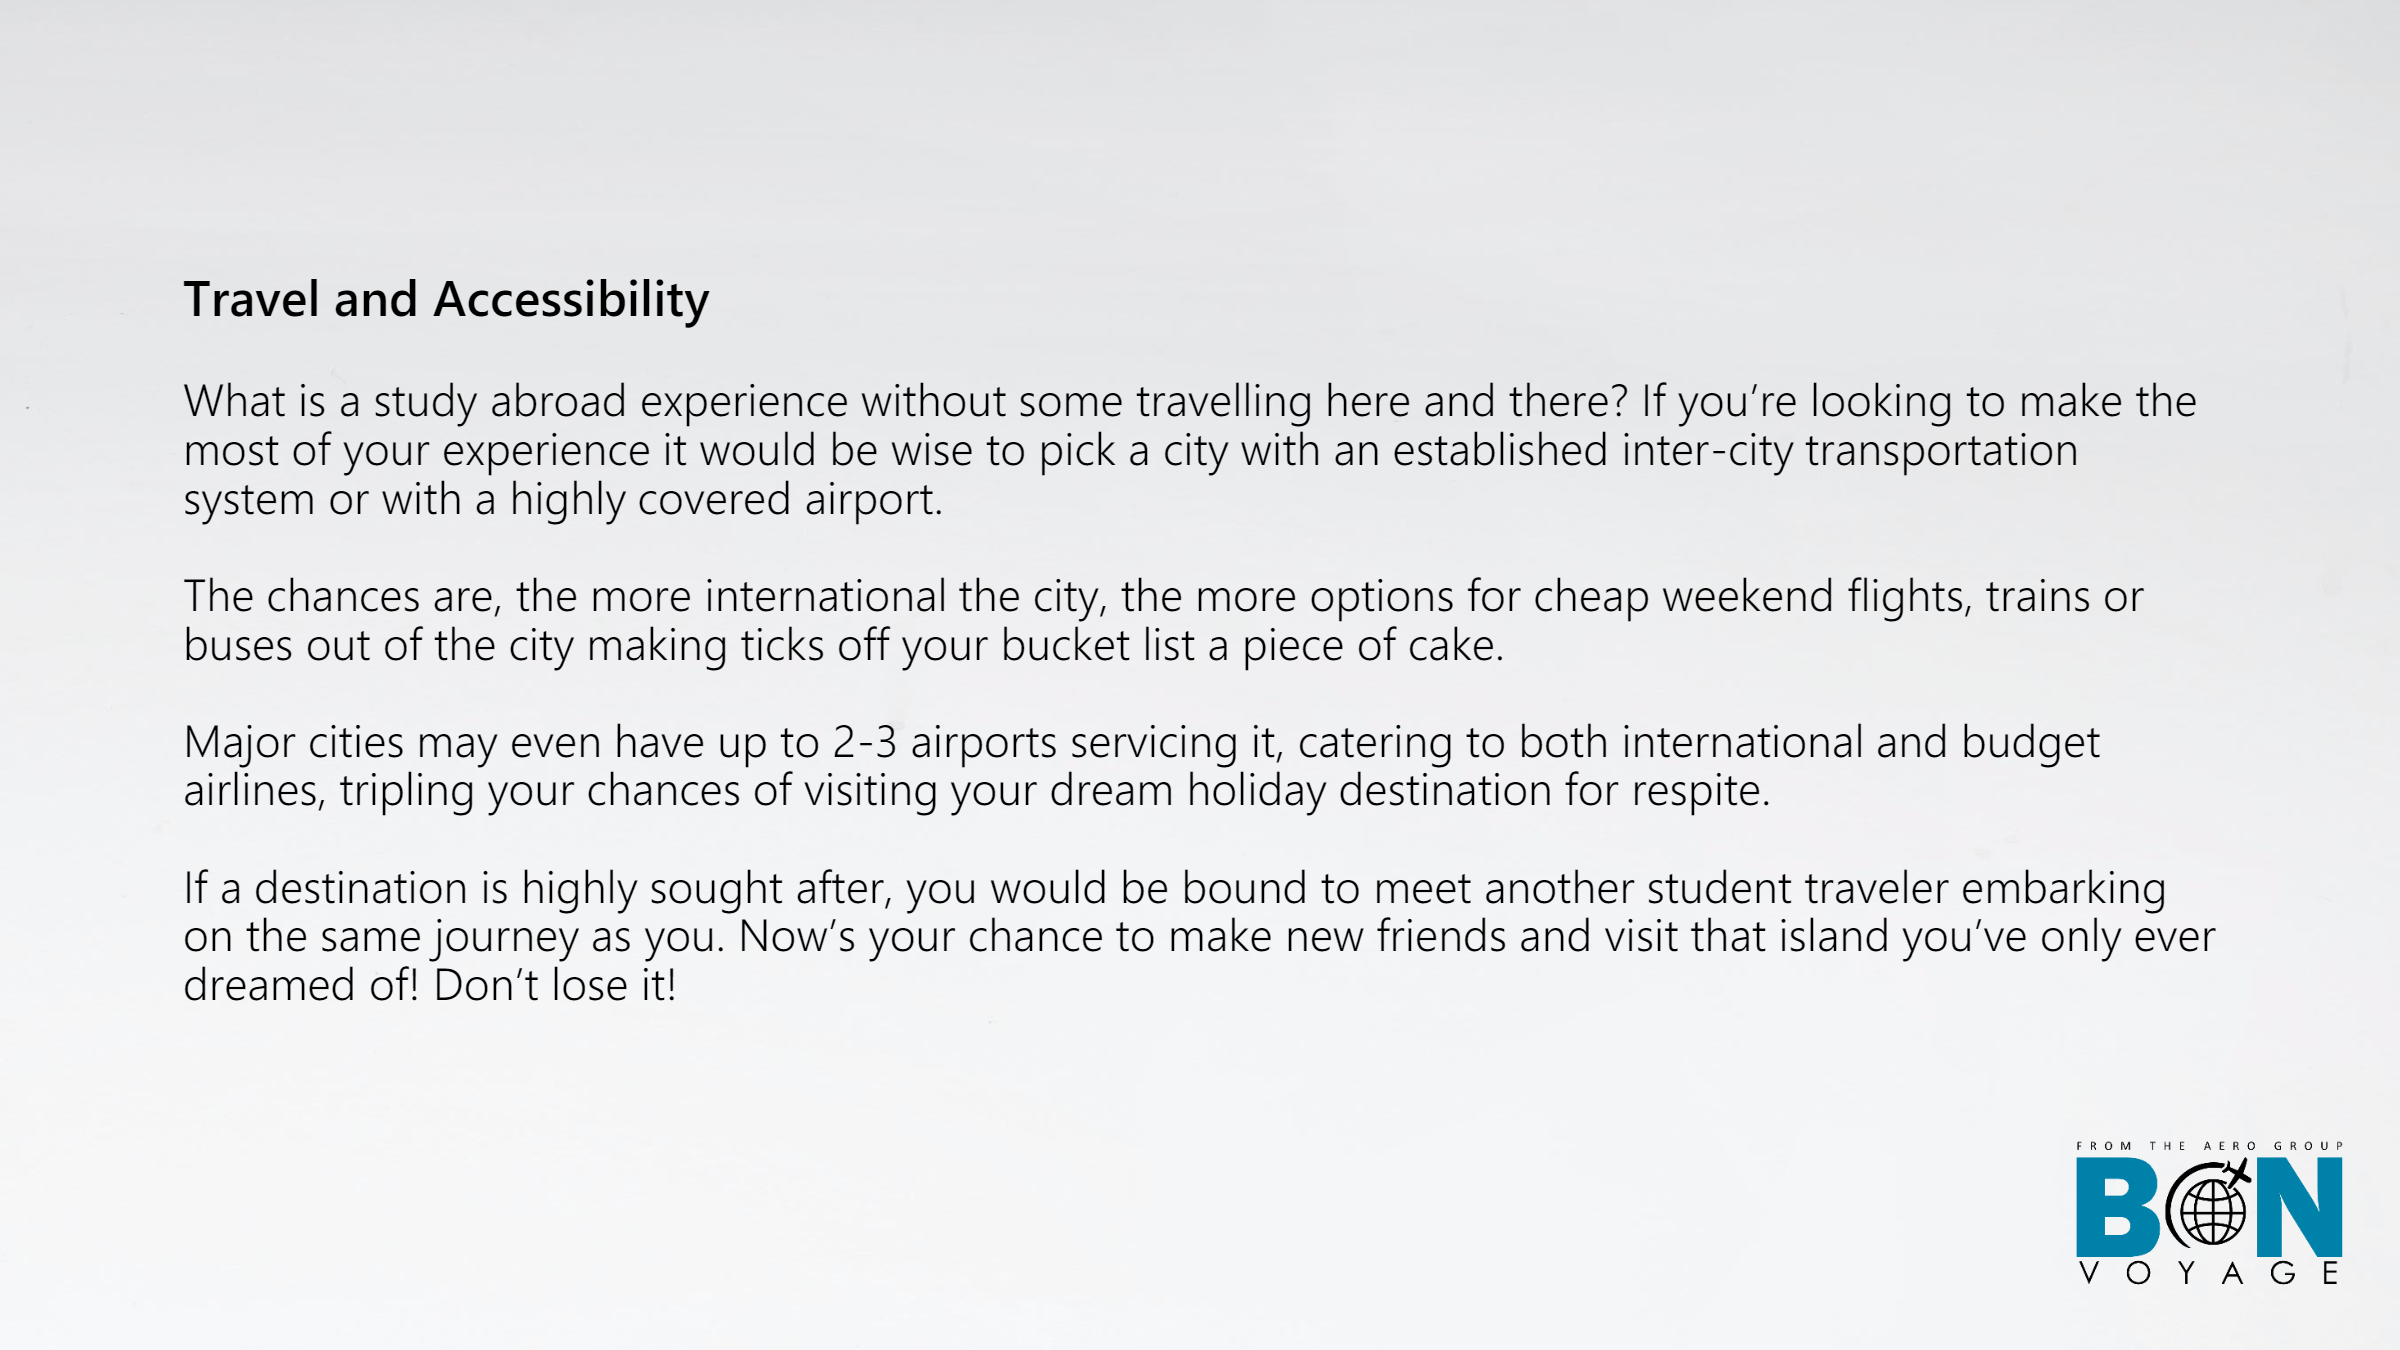 Travel and Accessibility
What is a study abroad experience without some travelling here and there? If you’re looking to make the
most of your experience it would be wise to pick a city with an established inter-city transportation
system or with a highly covered airport.
The chances are, the more international the city, the more options for cheap weekend flights, trains or
buses out of the city making ticks off your bucket list a piece of cake.
Major cities may even have up to 2-3 airports servicing it, catering to both international and budget
airlines, tripling your chances of visiting your dream holiday destination for respite.
If a destination is highly sought after, you would be bound to meet another student traveler embarking
on the same journey as you. Now’s your chance to make new friends and visit that island you’ve only ever
dreamed of! Don’t lose it!
FROM THE AERO GROUP
BON
VOYAGE